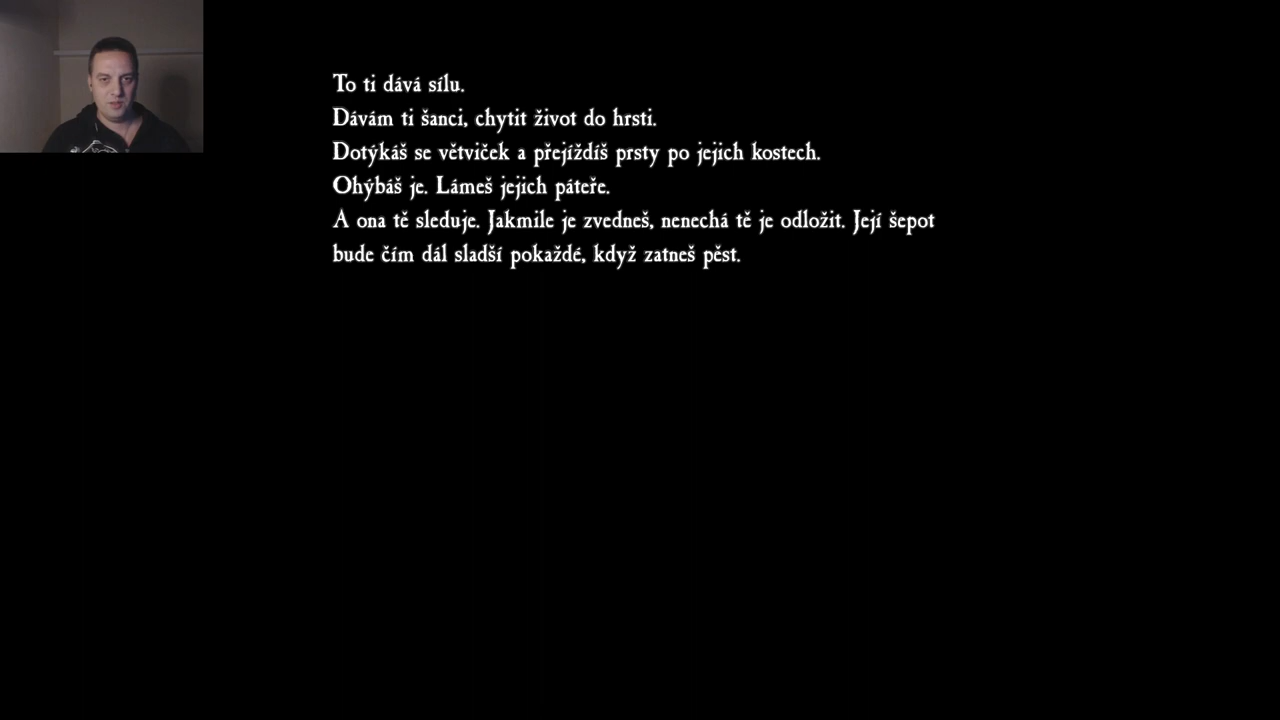 To ti dává sílu.
Dávám ti šanci, chytit život do hrsti.
Dotýkáš se větviček a přejíždíš prsty po jejich kostech.
Ohýbáš je. Lámeš jejich páteře.
A ona tě sleduje. Jakmile je zvedneš, nenechá tě je odložit. Její šepot
bude čím dál sladší pokaždé, když zatneš pěst.